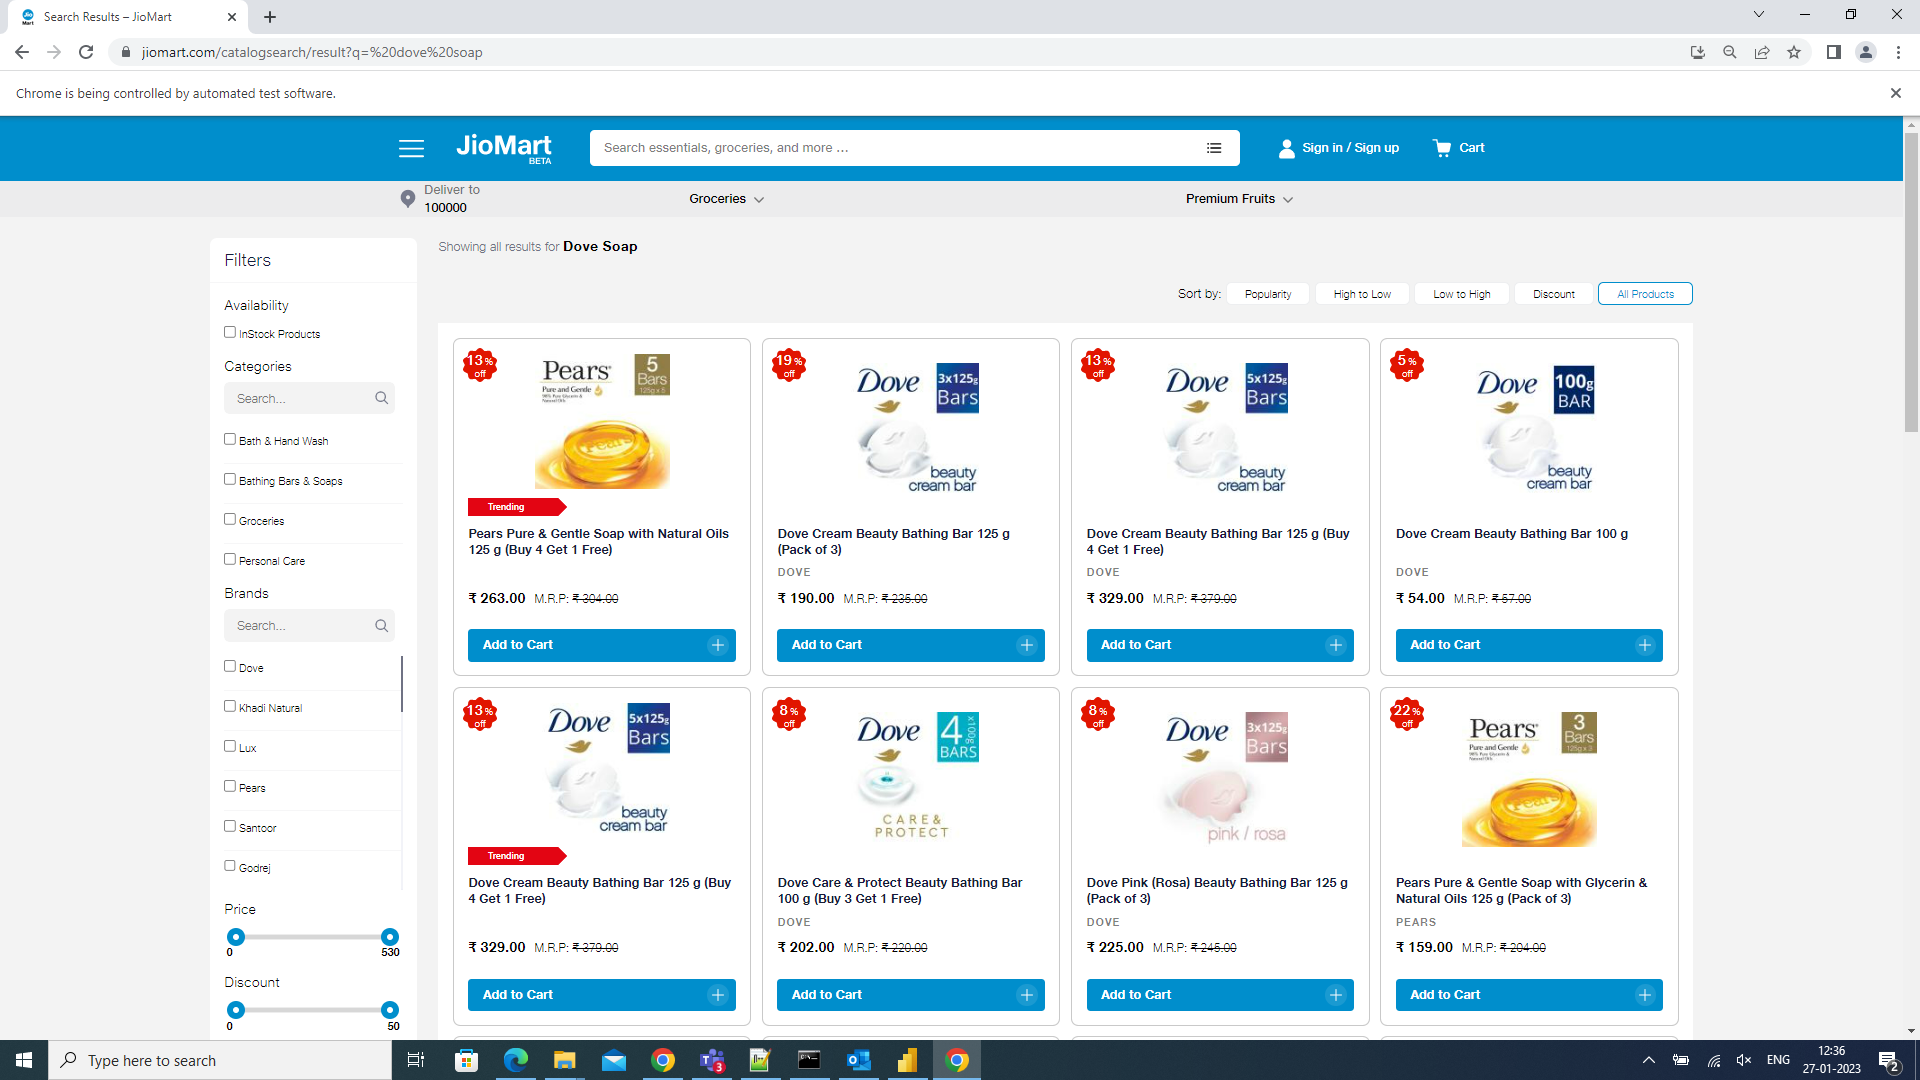 Search Results – JioMart
jiomart.com/catalogsearch/result?q=%20dove%20soap
Chrome is being controlled by automated test software.
JioMart
BETA
Search essentials, groceries, and more ...
Sign in / Sign up
Cart
Deliver to
100000
Groceries
Premium Fruits
Filters
Availability
InStock Products
Categories
Search...
Bath & Hand Wash
Bathing Bars & Soaps
Groceries
Personal Care
Brands
Search...
Dove
Khadi Natural
Lux
Pears
Santoor
Godrej
Price
0 530
Discount
0 50
Showing all results for Dove Soap
Sort by: Popularity High to Low Low to High Discount All Products
13% off
Pears
Pure and Gentle
5 Bars
125g x 5
Trending
Pears Pure & Gentle Soap with Natural Oils
125 g (Buy 4 Get 1 Free)
₹ 263.00 M.R.P: ₹ 304.00
Add to Cart
19% off
Dove
3x125g
Bars
beauty
cream bar
Dove Cream Beauty Bathing Bar 125 g
(Pack of 3)
DOVE
₹ 190.00 M.R.P: ₹ 235.00
Add to Cart
13% off
Dove
5x125g
Bars
beauty
cream bar
Dove Cream Beauty Bathing Bar 125 g (Buy
4 Get 1 Free)
DOVE
₹ 329.00 M.R.P: ₹ 379.00
Add to Cart
5% off
Dove
100g
BAR
beauty
cream bar
Dove Cream Beauty Bathing Bar 100 g
DOVE
₹ 54.00 M.R.P: ₹ 57.00
Add to Cart
13% off
Dove
5x125g
Bars
beauty
cream bar
Trending
Dove Cream Beauty Bathing Bar 125 g (Buy
4 Get 1 Free)
₹ 329.00 M.R.P: ₹ 379.00
Add to Cart
8% off
Dove
4 x100g
BARS
CARE &
PROTECT
Dove Care & Protect Beauty Bathing Bar
100 g (Buy 3 Get 1 Free)
DOVE
₹ 202.00 M.R.P: ₹ 220.00
Add to Cart
8% off
Dove
3x125g
Bars
pink / rosa
Dove Pink (Rosa) Beauty Bathing Bar 125 g
(Pack of 3)
DOVE
₹ 225.00 M.R.P: ₹ 245.00
Add to Cart
22% off
Pears
Pure and Gentle
3 Bars
125g x 3
Pears
Pears Pure & Gentle Soap with Glycerin &
Natural Oils 125 g (Pack of 3)
PEARS
₹ 159.00 M.R.P: ₹ 204.00
Add to Cart
Type here to search
3
ENG
12:36
27-01-2023
2